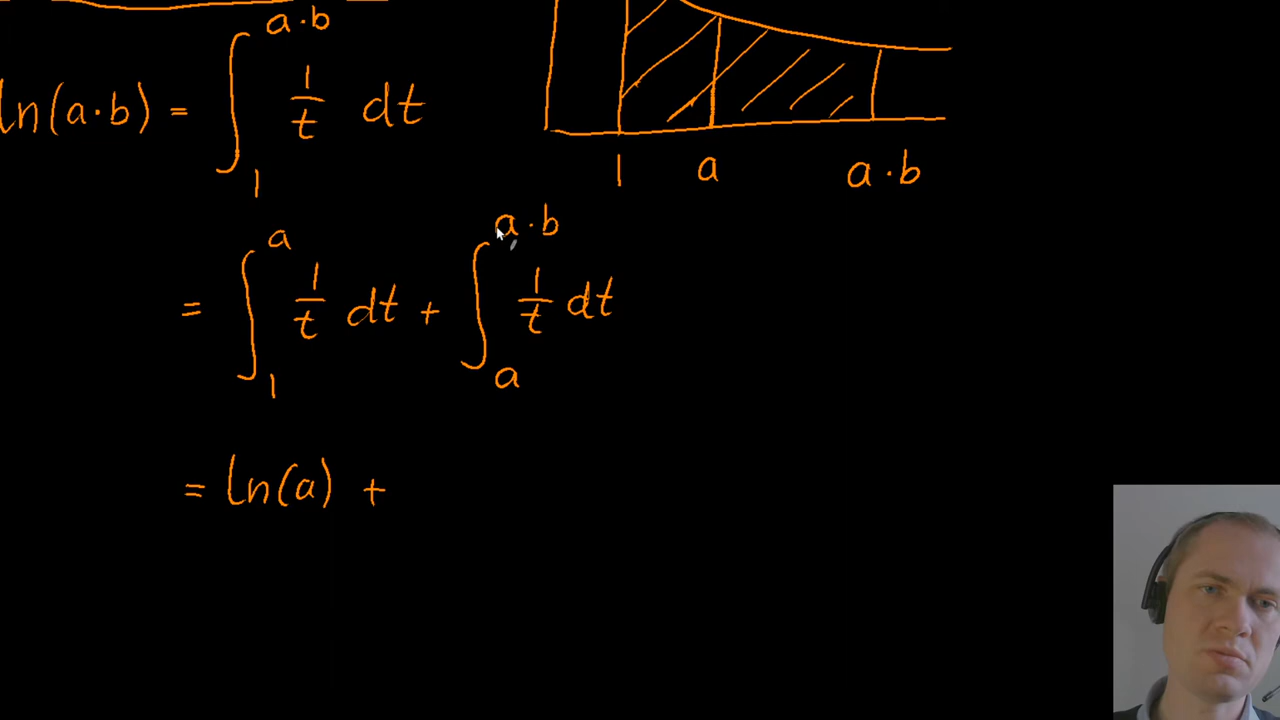 ln(a·b) = ∫₁^{a·b} 1/t dt
1 a a·b
= ∫₁^{a} 1/t dt + ∫ₐ^{a·b} 1/t dt
= ln(a) +